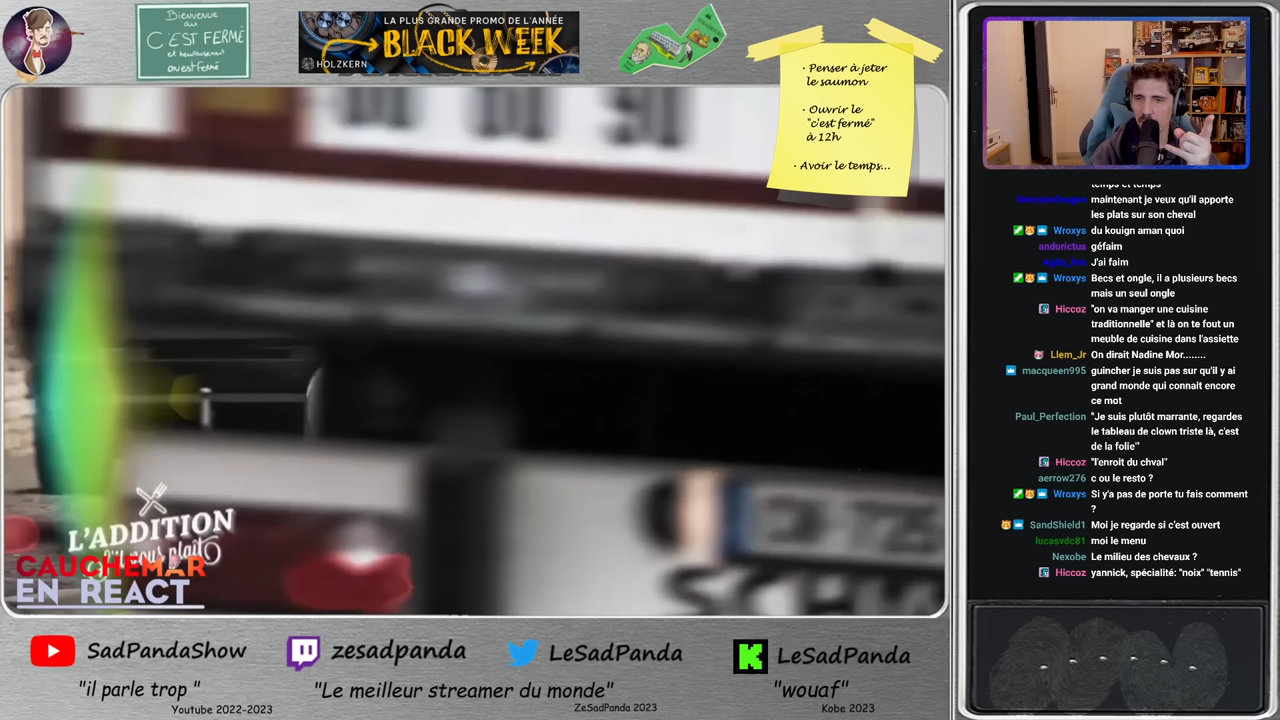 Bienvenue
au
C'EST FERMÉ
et heureusement
on est fermé
LA PLUS GRANDE PROMO DE L'ANNÉE
BLACK WEEK
HOLZKERN
· Penser à jeter
le saumon
· Ouvrir le
"c'est fermé"
à 12h
· Avoir le temps...
L'ADDITION
s'il vous plaît
CAUCHEMAR
EN REACT
temps et temps
maintenant je veux qu'il apporte
les plats sur son cheval
Wroxys du kouign aman quoi
andurictus géfaim
J'ai faim
Wroxys Becs et ongle, il a plusieurs becs
mais un seul ongle
Hiccoz "on va manger une cuisine
traditionnelle" et là on te fout un
meuble de cuisine dans l'assiette
Llem_Jr On dirait Nadine Mor........
macqueen995 guincher je suis pas sur qu'il y ai
grand monde qui connait encore
ce mot
Paul_Perfection "Je suis plutôt marrante, regardes
le tableau de clown triste là, c'est
de la folie'"
Hiccoz "l'enroit du chval"
aerrow276 c ou le resto ?
Wroxys Si y'a pas de porte tu fais comment
?
SandShield1 Moi je regarde si c'est ouvert
lucasvdc81 moi le menu
Nexobe Le milieu des chevaux ?
Hiccoz yannick, spécialité: "noix" "tennis"
SadPandaShow
zesadpanda
LeSadPanda
LeSadPanda
"il parle trop "
Youtube 2022-2023
"Le meilleur streamer du monde"
ZeSadPanda 2023
"wouaf"
Kobe 2023